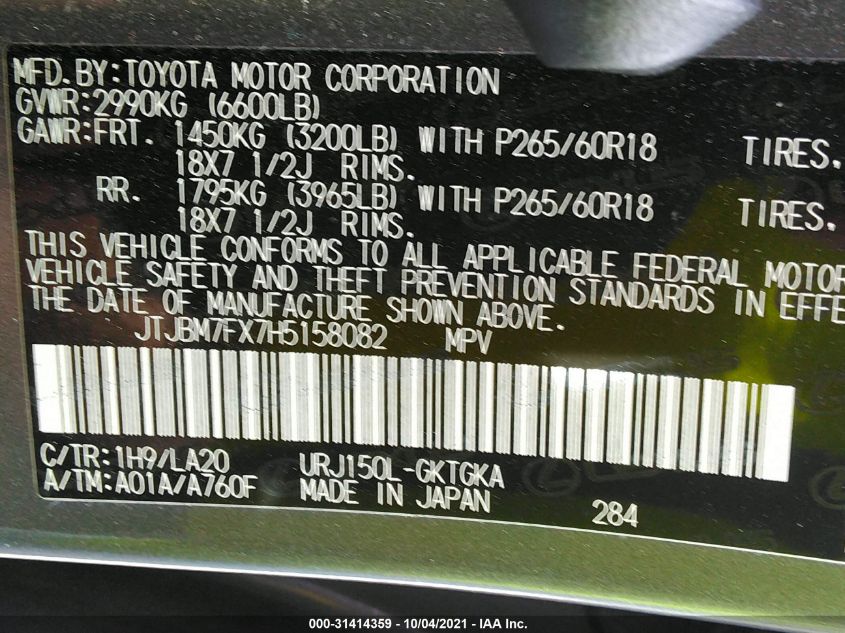 MFD.BY:TOYOTA MOTOR CORPORATION
GVWR:2990KG (6600LB)
GAWR:FRT. 1450KG (3200LB) WITH P265/60R18 TIRES.
18X7 1/2J RIMS.
RR. 1795KG (3965LB) WITH P265/60R18 TIRES.
18X7 1/2J RIMS.
THIS VEHICLE CONFORMS TO ALL APPLICABLE FEDERAL MOTOR
VEHICLE SAFETY AND THEFT PREVENTION STANDARDS IN EFFE
THE DATE OF MANUFACTURE SHOWN ABOVE.
JTJBM7FX7H5158082 MPV
C/TR:1H9/LA20 URJ150L-GKTGKA
A/TM:A01A/A760F MADE IN JAPAN 284
000-31414359 - 10/04/2021 - IAA Inc.